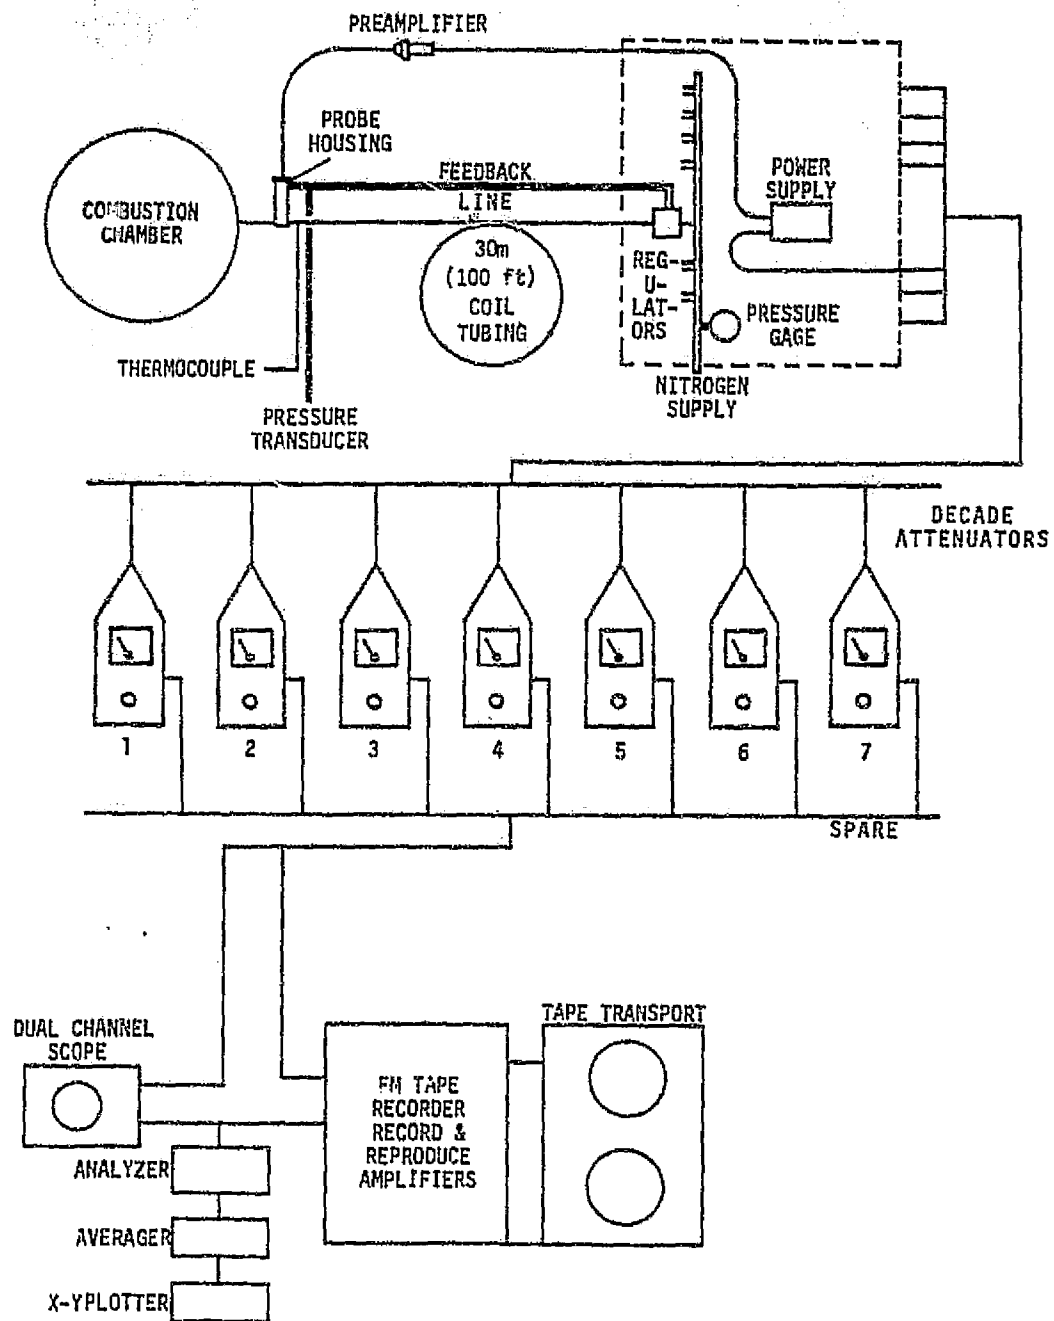 PREAMPLIFIER
PROBE
HOUSING
COMBUSTION
CHAMBER
FEEDBACK
LINE
30m
(100 ft)
COIL
TUBING
THERMOCOUPLE
PRESSURE
TRANSDUCER
POWER
SUPPLY
REG-
U-
LAT-
ORS
PRESSURE
GAGE
NITROGEN
SUPPLY
DECADE
ATTENUATORS
1 2 3 4 5 6 7
SPARE
DUAL CHANNEL
SCOPE
ANALYZER
AVERAGER
X-YPLOTTER
FM TAPE
RECORDER
RECORD &
REPRODUCE
AMPLIFIERS
TAPE TRANSPORT